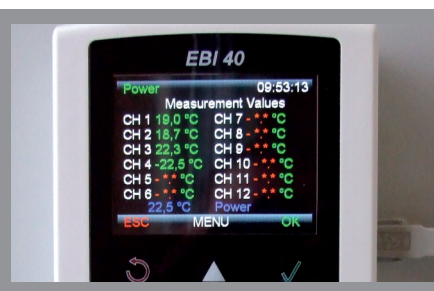 EBI 40
Power 09:53:13
Measurement Values
CH 1 19,0 °C CH 7 -*.* °C
CH 2 18,7 °C CH 8 -*.* °C
CH 3 22,3 °C CH 9 -*.* °C
CH 4 -22,5 °C CH 10 -*.* °C
CH 5 -*.* °C CH 11 -*.* °C
CH 6 -*.* °C CH 12 -*.* °C
22,5 °C Power
ESC MENU OK